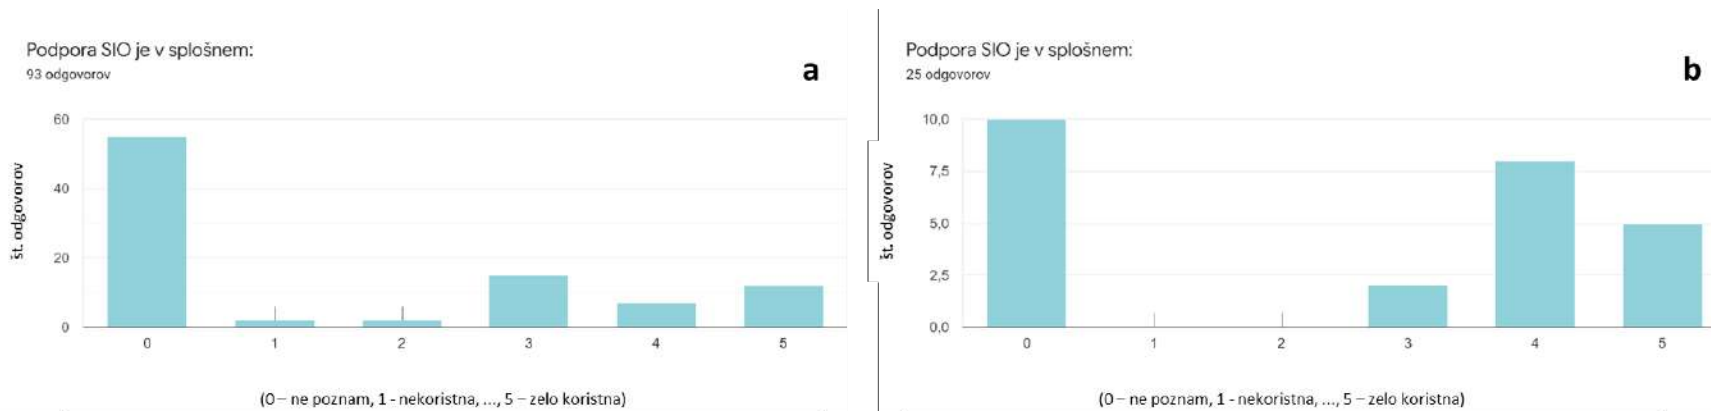 Podpora SIO je v splošnem:
93 odgovorov
a
60
40
20
0
št. odgovorov
0 1 2 3 4 5
(0 – ne poznam, 1 - nekoristna, ..., 5 – zelo koristna)
Podpora SIO je v splošnem:
25 odgovorov
b
10,0
7,5
5,0
2,5
0,0
št. odgovorov
0 1 2 3 4 5
(0 – ne poznam, 1 - nekoristna, ..., 5 – zelo koristna)